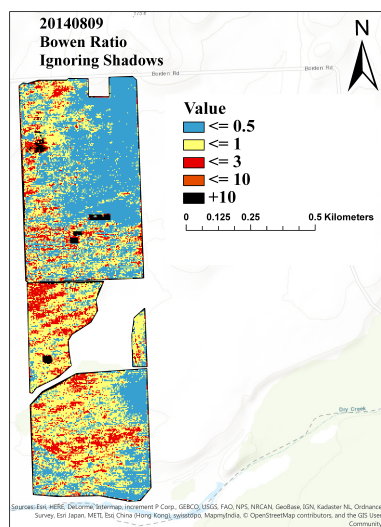 20140809
Bowen Ratio
Ignoring Shadows
N
Borden Rd
Borden Rd
Value
<= 0.5
<= 1
<= 3
<= 10
+10
0 0.125 0.25 0.5 Kilometers
Dry Creek
Sources: Esri, HERE, DeLorme, Intermap, increment P Corp., GEBCO, USGS, FAO, NPS, NRCAN, GeoBase, IGN, Kadaster NL, Ordnance
Survey, Esri Japan, METI, Esri China (Hong Kong), swisstopo, MapmyIndia, © OpenStreetMap contributors, and the GIS User
Community